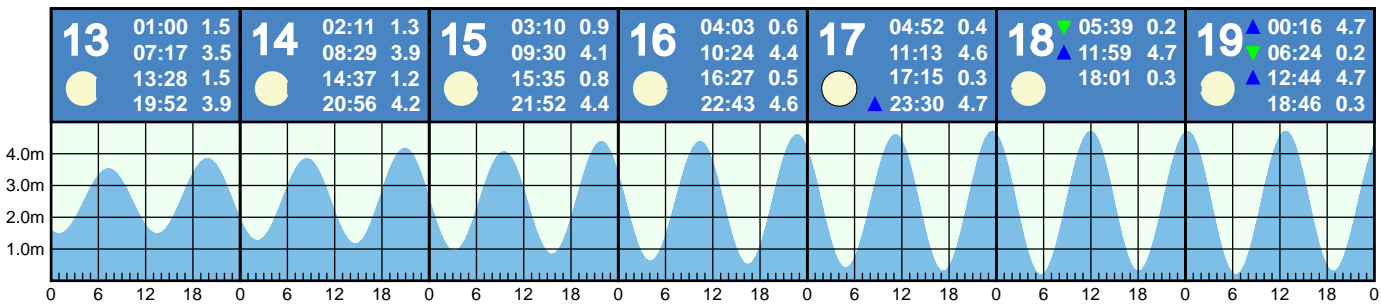 13
01:00 1.5
07:17 3.5
13:28 1.5
19:52 3.9
14
02:11 1.3
08:29 3.9
14:37 1.2
20:56 4.2
15
03:10 0.9
09:30 4.1
15:35 0.8
21:52 4.4
16
04:03 0.6
10:24 4.4
16:27 0.5
22:43 4.6
17
04:52 0.4
11:13 4.6
17:15 0.3
▲ 23:30 4.7
18
▼ 05:39 0.2
▲ 11:59 4.7
18:01 0.3
19
▲ 00:16 4.7
▼ 06:24 0.2
▲ 12:44 4.7
18:46 0.3
4.0m
3.0m
2.0m
1.0m
0 6 12 18 0 6 12 18 0 6 12 18 0 6 12 18 0 6 12 18 0 6 12 18 0 6 12 18 0